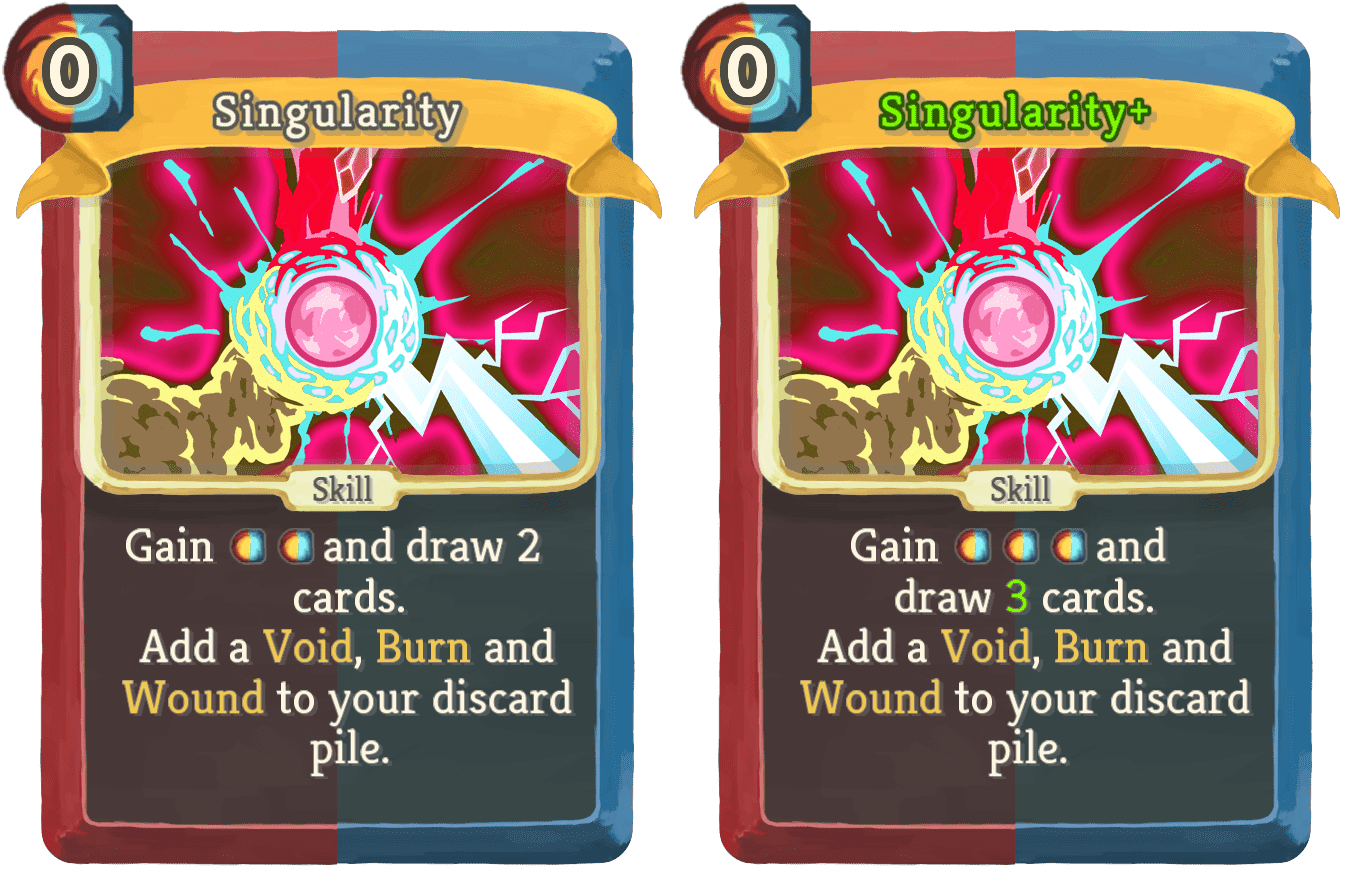 0
Singularity
Skill
Gain and draw 2
cards.
Add a Void, Burn and
Wound to your discard
pile.
0
Singularity+
Skill
Gain and
draw 3 cards.
Add a Void, Burn and
Wound to your discard
pile.